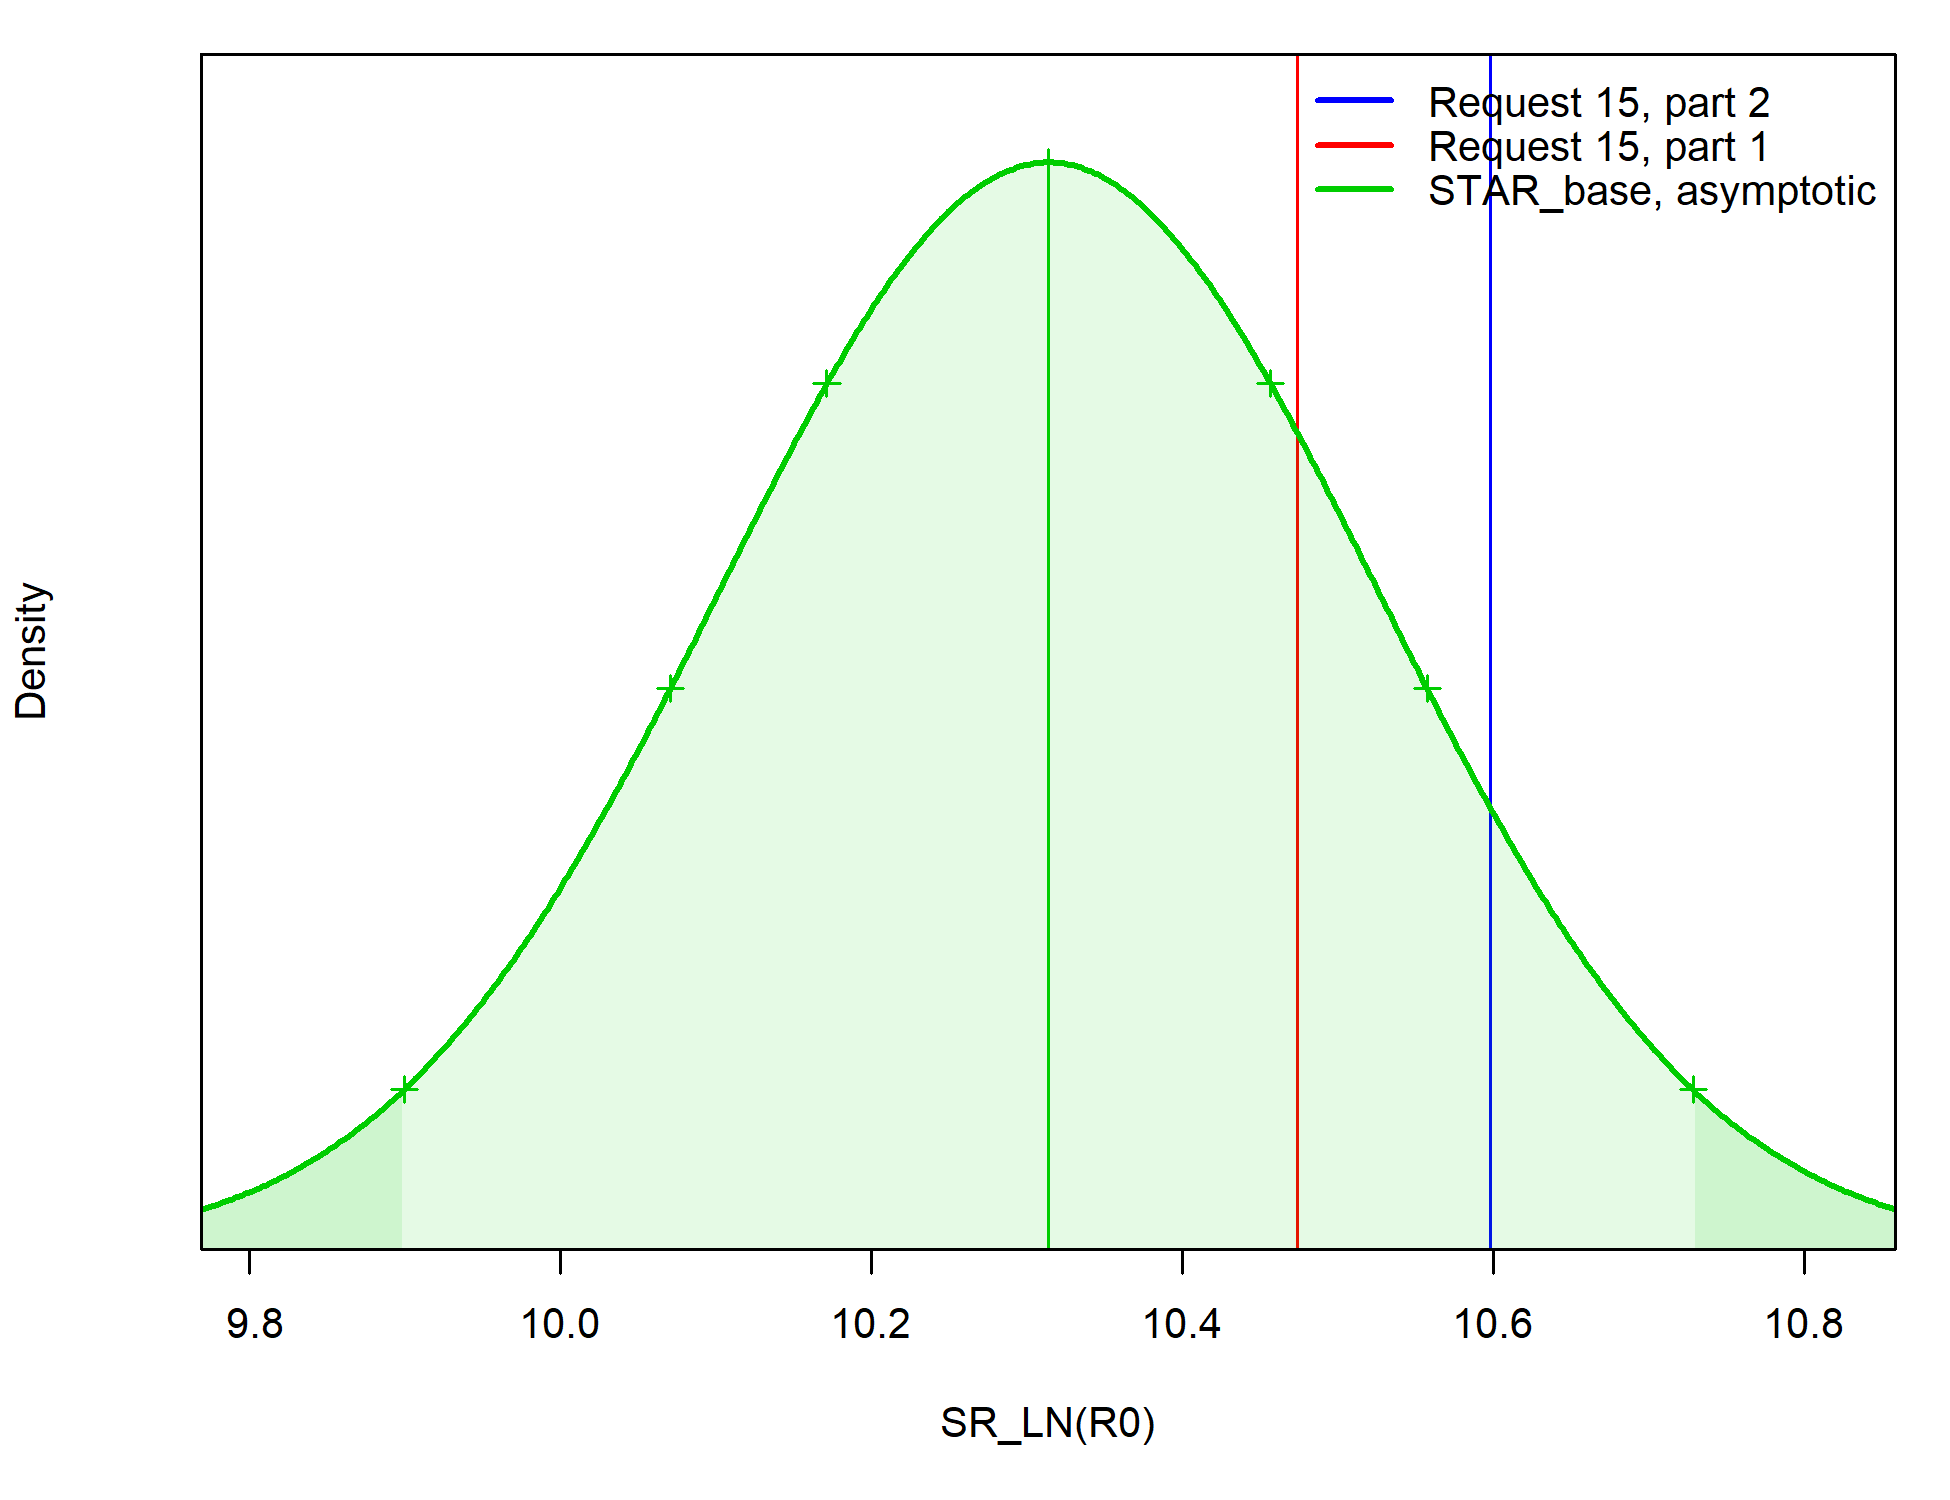 Request 15, part 2
Request 15, part 1
STAR_base, asymptotic
Density
9.8 10.0 10.2 10.4 10.6 10.8
SR_LN(R0)